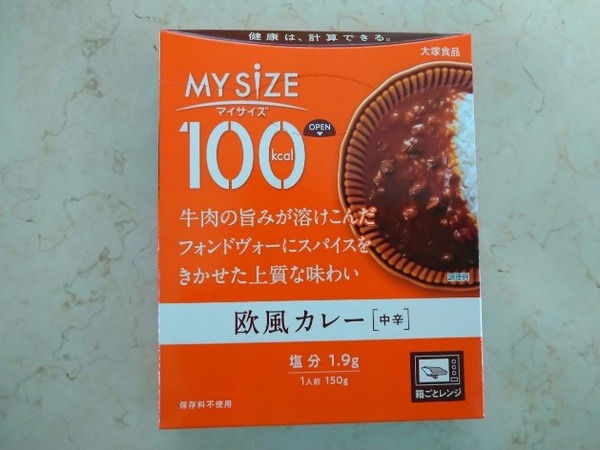 健康は、計算できる。
大塚食品
MY SiZE
マイサイズ
100kcal
OPEN
牛肉の旨みが溶けこんだ
フォンドヴォーにスパイスを
きかせた上質な味わい
調理例
欧風カレー[中辛]
塩分 1.9g
1人前 150g
箱ごとレンジ
保存料不使用